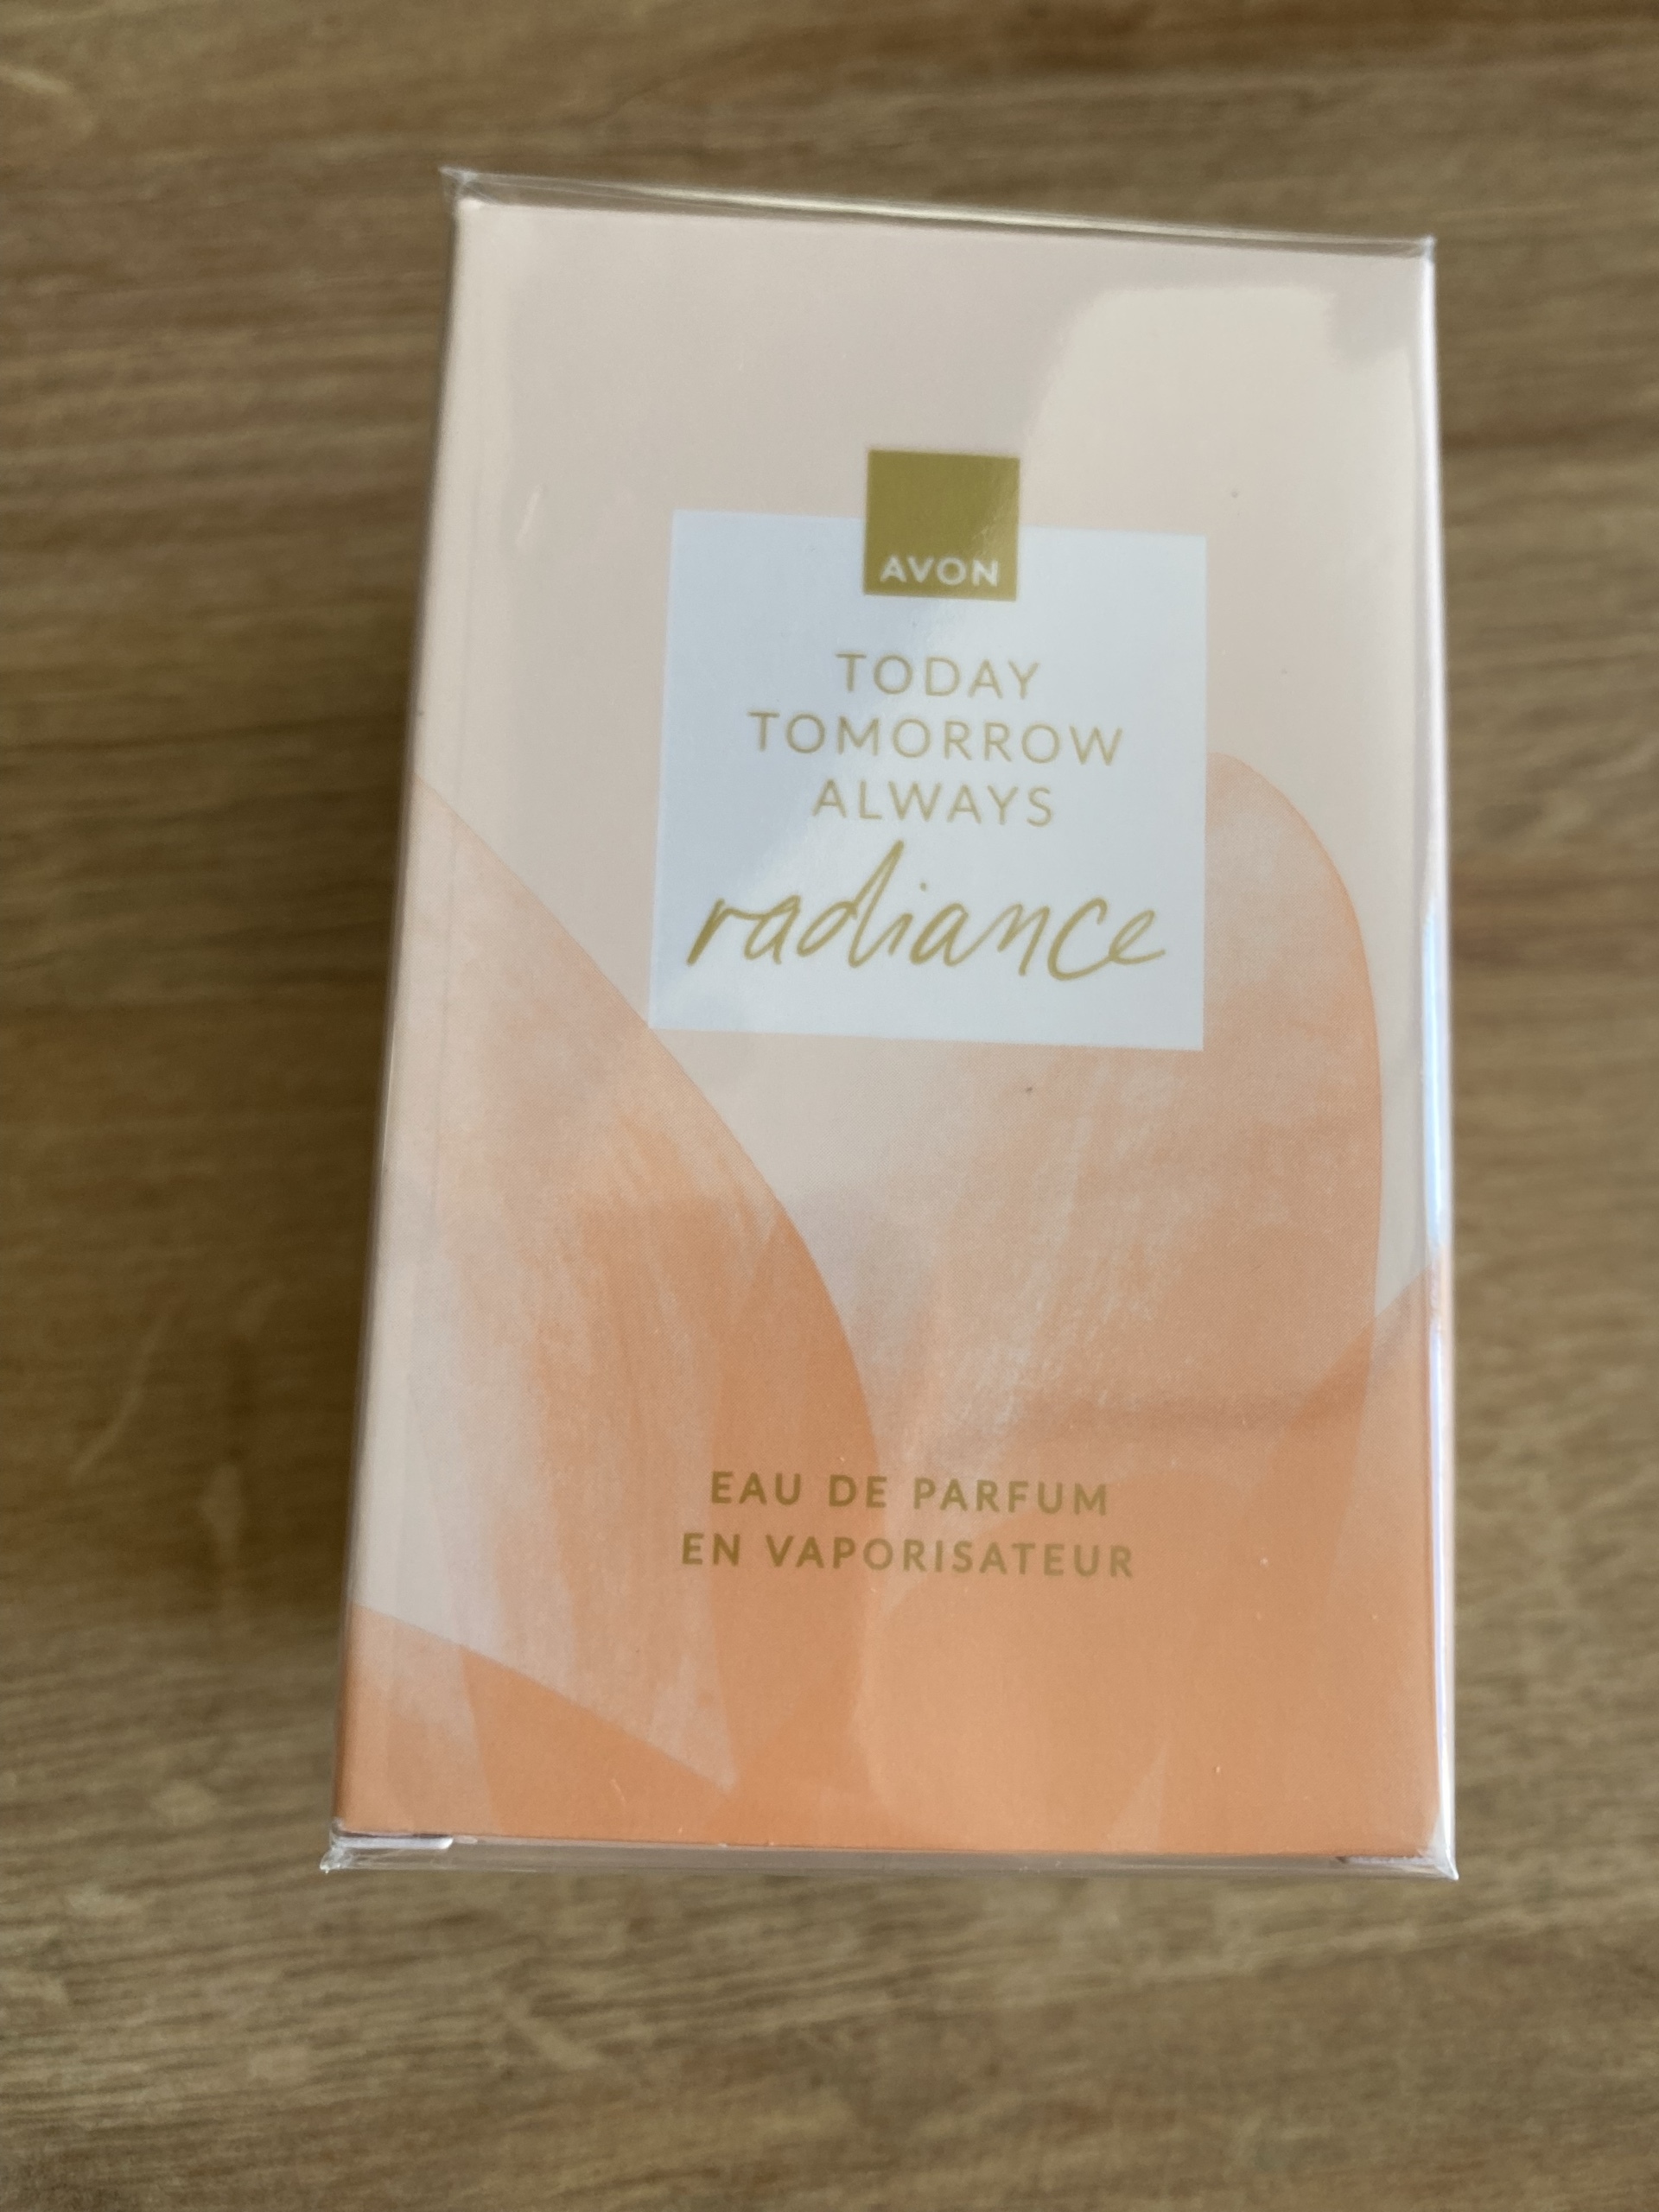 AVON
TODAY
TOMORROW
ALWAYS
radiance
EAU DE PARFUM
EN VAPORISATEUR